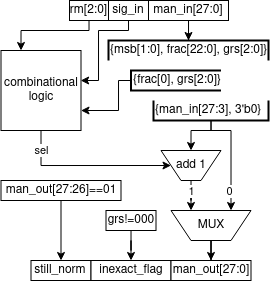 rm[2:0] sig_in man_in[27:0]
{msb[1:0], frac[22:0], grs[2:0]}
combinational
logic
{frac[0], grs[2:0]}
{man_in[27:3], 3'b0}
sel
add 1
man_out[27:26]==01
1 0
grs!=000
MUX
still_norm inexact_flag man_out[27:0]